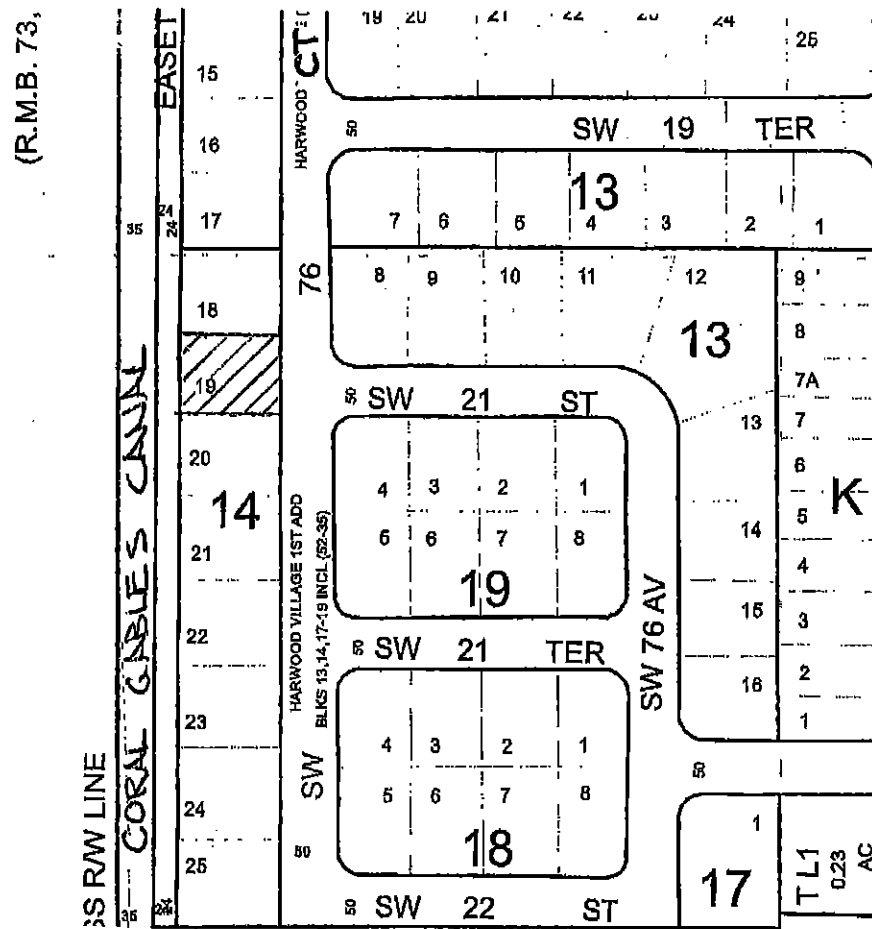 (R.M.B. 73,
EASET
HARWOOD
CT
19 20 21 22 24
26
15
16
17
18
19
20
21
22
23
24
25
14
35
24
24
CORAL GABLES CANAL
SS R/W LINE
35
50
SW 19 TER
13
7 6 5 4 3 2 1
8 9 10 11 12
13
76
9
8
7A
7
6
5
4
3
2
1
K
50
SW 21 ST
13
14
15
16
4 3 2 1
5 6 7 8
19
HARWOOD VILLAGE 1ST ADD
BLKS 13,14,17-19 INCL (52-35)
50
SW 21 TER
SW 76 AV
SW
4 3 2 1
5 6 7 8
18
50
50
1
17
T L1
0.23
AC
50
SW 22 ST